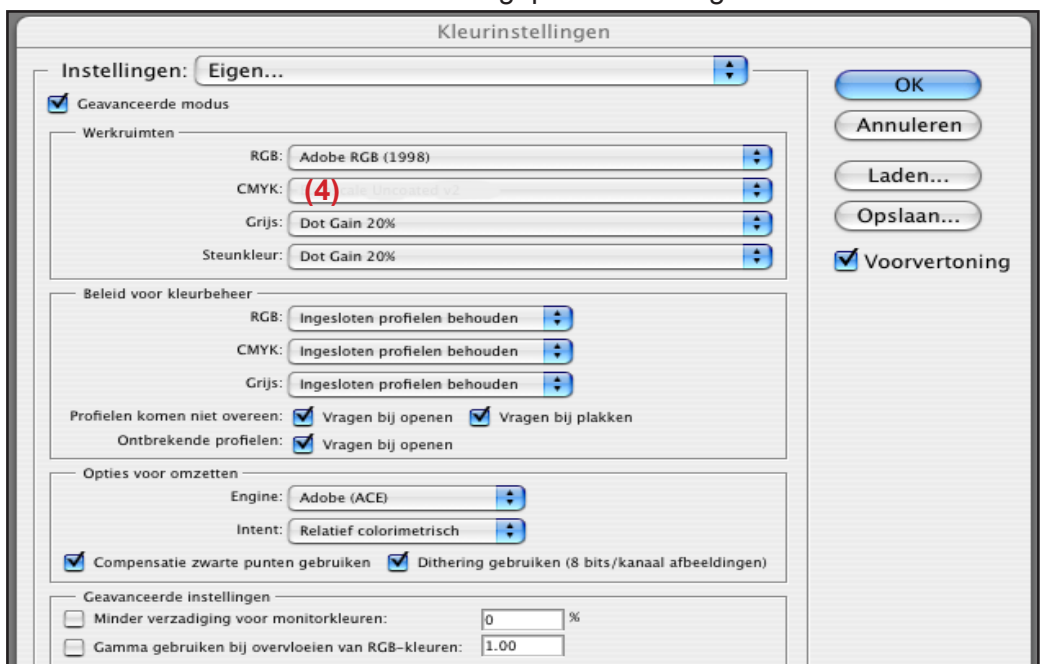 Kleurinstellingen
Instellingen: Eigen...
Geavanceerde modus
Werkruimten
RGB: Adobe RGB (1998)
CMYK: (4) Uncoated v2
Grijs: Dot Gain 20%
Steunkleur: Dot Gain 20%
Beleid voor kleurbeheer
RGB: Ingesloten profielen behouden
CMYK: Ingesloten profielen behouden
Grijs: Ingesloten profielen behouden
Profielen komen niet overeen: Vragen bij openen Vragen bij plakken
Ontbrekende profielen: Vragen bij openen
Opties voor omzetten
Engine: Adobe (ACE)
Intent: Relatief colorimetrisch
Compensatie zwarte punten gebruiken Dithering gebruiken (8 bits/kanaal afbeeldingen)
Geavanceerde instellingen
Minder verzadiging voor monitorkleuren: 0 %
Gamma gebruiken bij overvloeien van RGB-kleuren: 1.00
OK
Annuleren
Laden...
Opslaan...
Voorvertoning